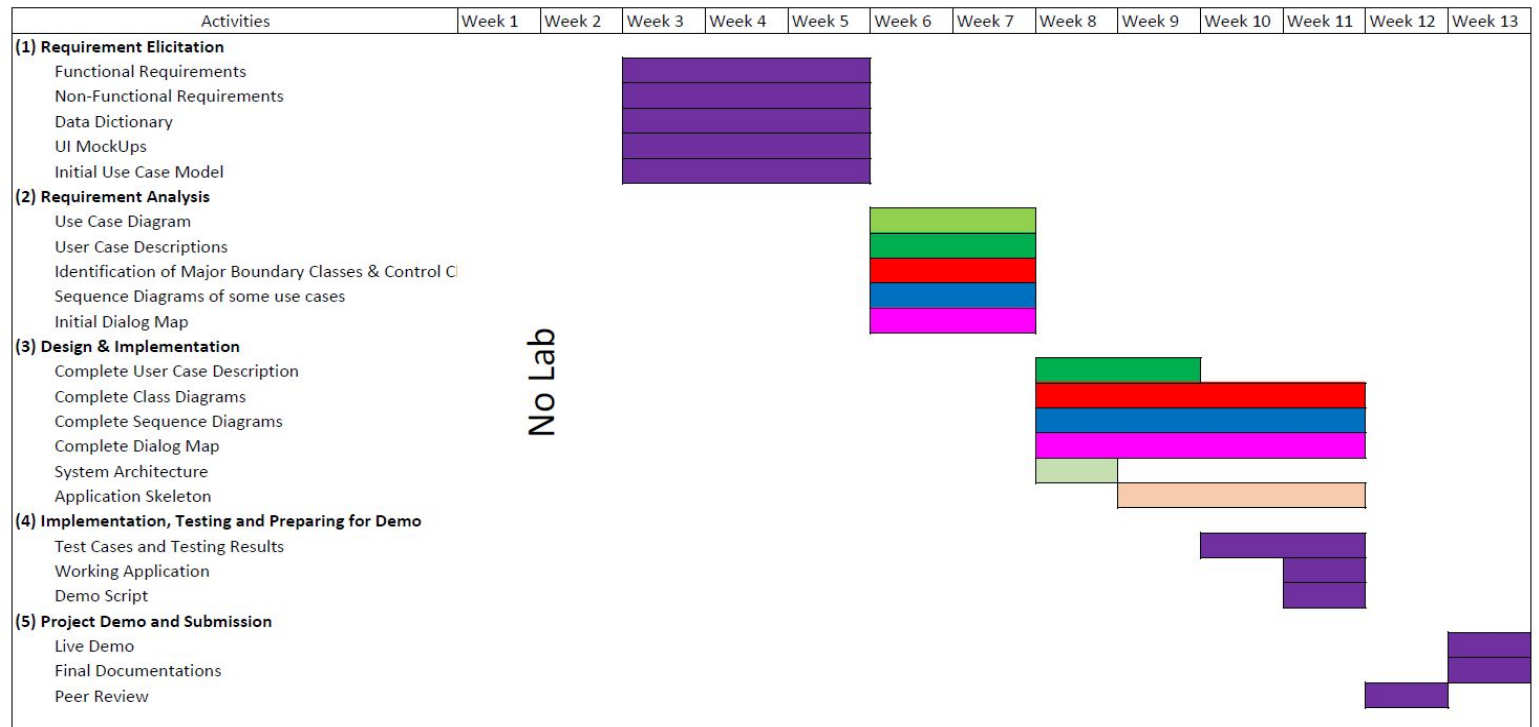 Activities Week 1 Week 2 Week 3 Week 4 Week 5 Week 6 Week 7 Week 8 Week 9 Week 10 Week 11 Week 12 Week 13
(1) Requirement Elicitation
Functional Requirements
Non-Functional Requirements
Data Dictionary
UI MockUps
Initial Use Case Model
(2) Requirement Analysis
Use Case Diagram
User Case Descriptions
Identification of Major Boundary Classes & Control Cl
Sequence Diagrams of some use cases
Initial Dialog Map
(3) Design & Implementation
Complete User Case Description
Complete Class Diagrams
Complete Sequence Diagrams
Complete Dialog Map
System Architecture
Application Skeleton
(4) Implementation, Testing and Preparing for Demo
Test Cases and Testing Results
Working Application
Demo Script
(5) Project Demo and Submission
Live Demo
Final Documentations
Peer Review
No Lab